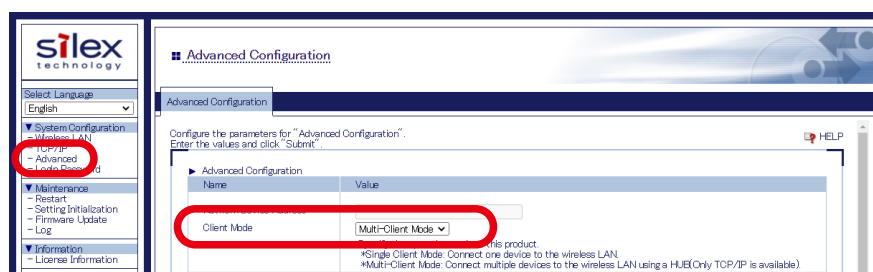 silex
technology
Select Language
English
▼ System Configuration
- Wireless LAN
- TCP/IP
- Advanced
- Login Password
▼ Maintenance
- Restart
- Setting Initialization
- Firmware Update
- Log
▼ Information
- License Information
Advanced Configuration
Advanced Configuration
Configure the parameters for "Advanced Configuration".
Enter the values and click "Submit".
HELP
▶ Advanced Configuration
Name Value
Address
Client Mode Multi-Client Mode
this product.
*Single Client Mode: Connect one device to the wireless LAN.
*Multi-Client Mode: Connect multiple devices to the wireless LAN using a HUB(Only TCP/IP is available).